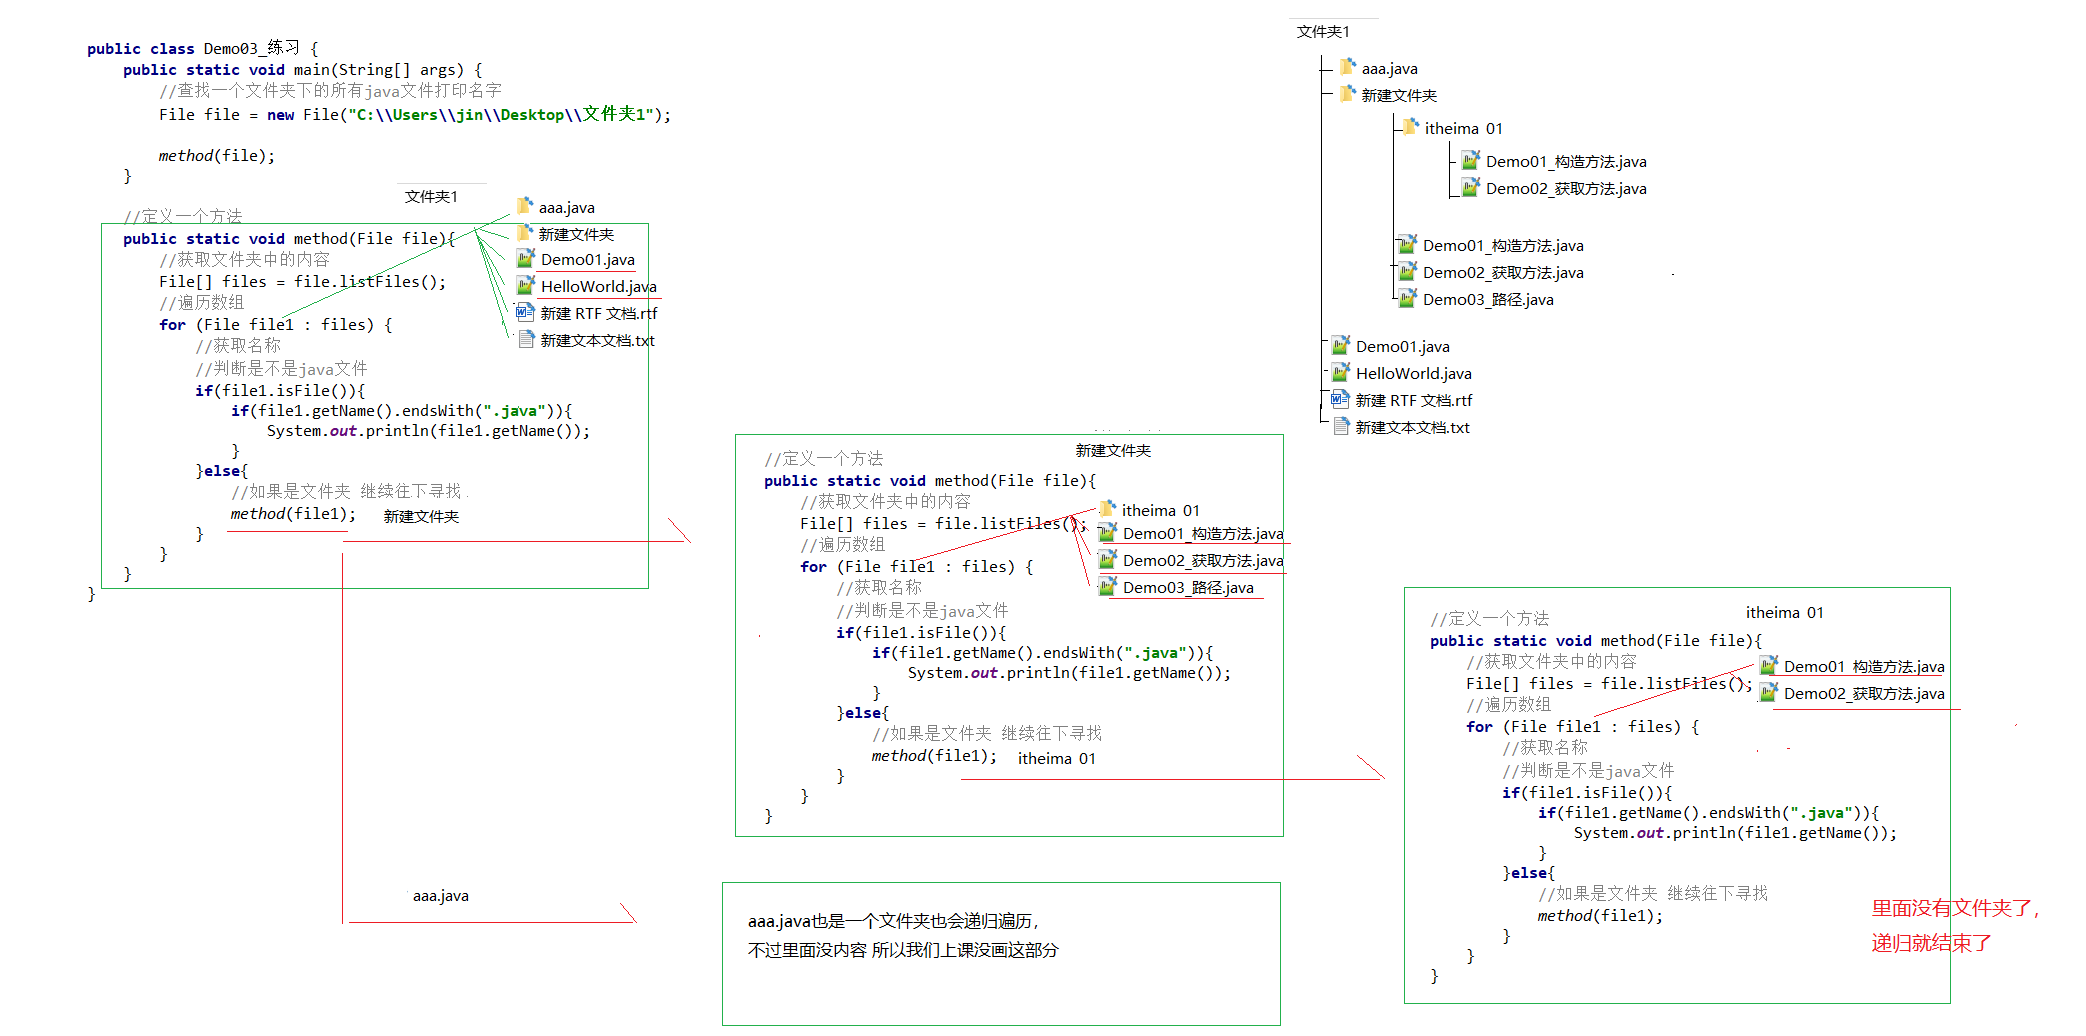 public class Demo03_练习 {
public static void main(String[] args) {
//查找一个文件夹下的所有java文件打印名字
File file = new File("C:\\Users\\jin\\Desktop\\文件夹1");
method(file);
}
//定义一个方法
public static void method(File file){
//获取文件夹中的内容
File[] files = file.listFiles();
//遍历数组
for (File file1 : files) {
//获取名称
//判断是不是java文件
if(file1.isFile()){
if(file1.getName().endsWith(".java")){
System.out.println(file1.getName());
}
}else{
//如果是文件夹 继续往下寻找
method(file1);
新建文件夹
}
}
}
}
文件夹1
aaa.java
新建文件夹
Demo01.java
HelloWorld.java
新建 RTF 文档.rtf
新建文本文档.txt
文件夹1
aaa.java
新建文件夹
itheima 01
Demo01_构造方法.java
Demo02_获取方法.java
Demo01_构造方法.java
Demo02_获取方法.java
Demo03_路径.java
Demo01.java
HelloWorld.java
新建 RTF 文档.rtf
新建文本文档.txt
新建文件夹
//定义一个方法
public static void method(File file){
//获取文件夹中的内容
File[] files = file.listFiles();
//遍历数组
for (File file1 : files) {
//获取名称
//判断是不是java文件
if(file1.isFile()){
if(file1.getName().endsWith(".java")){
System.out.println(file1.getName());
}
}else{
//如果是文件夹 继续往下寻找
method(file1);
itheima 01
}
}
}
itheima 01
Demo01_构造方法.java
Demo02_获取方法.java
Demo03_路径.java
itheima 01
//定义一个方法
public static void method(File file){
//获取文件夹中的内容
File[] files = file.listFiles();
//遍历数组
for (File file1 : files) {
//获取名称
//判断是不是java文件
if(file1.isFile()){
if(file1.getName().endsWith(".java")){
System.out.println(file1.getName());
}
}else{
//如果是文件夹 继续往下寻找
method(file1);
}
}
}
Demo01 构造方法.java
Demo02_获取方法.java
里面没有文件夹了，
递归就结束了
aaa.java
aaa.java也是一个文件夹也会递归遍历，
不过里面没内容 所以我们上课没画这部分